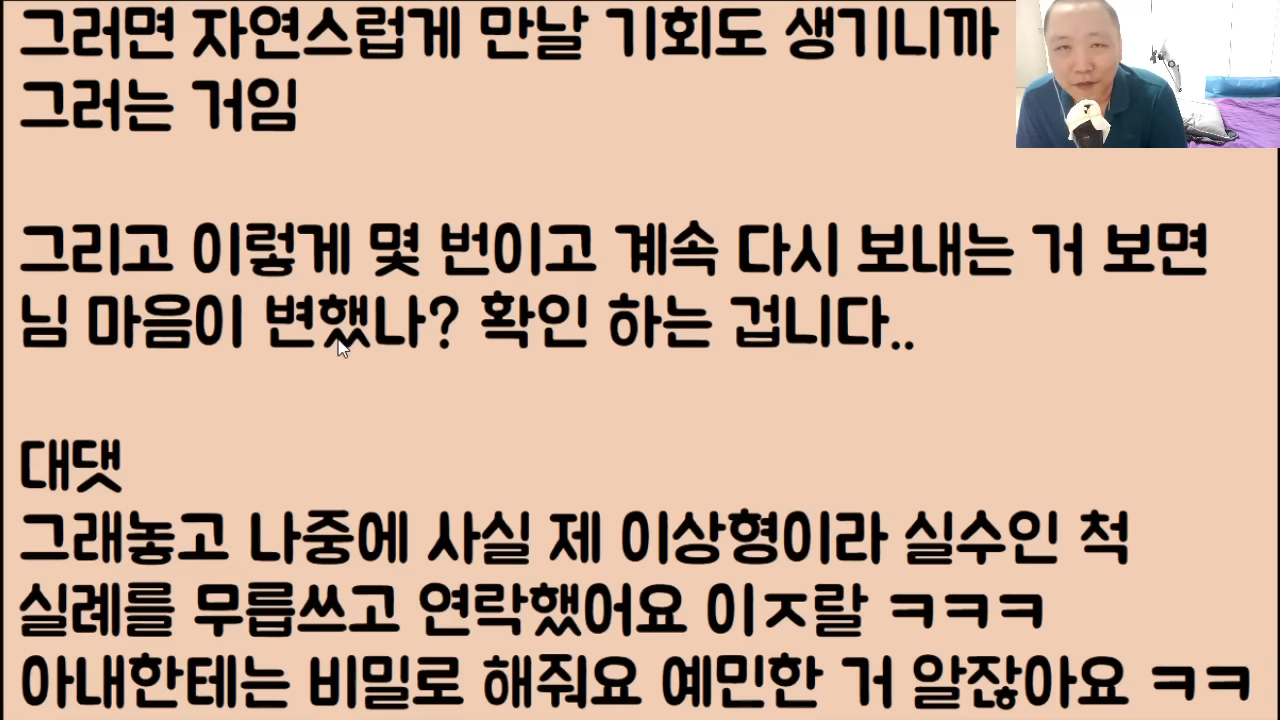 그러면 자연스럽게 만날 기회도 생기니까
그러는 거임
그리고 이렇게 몇 번이고 계속 다시 보내는 거 보면
님 마음이 변했나? 확인 하는 겁니다..
대댓
그래놓고 나중에 사실 제 이상형이라 실수인 척
실례를 무릅쓰고 연락했어요 이ㅈ랄 ㅋㅋㅋ
아내한테는 비밀로 해줘요 예민한 거 알잖아요 ㅋㅋ